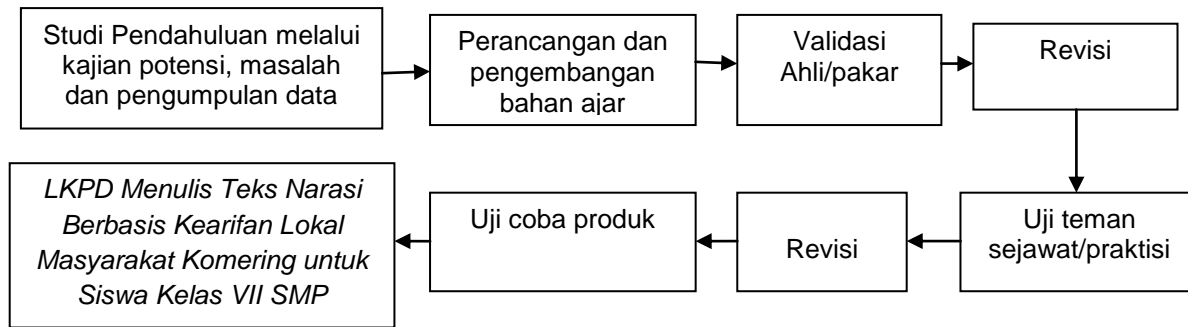 Studi Pendahuluan melalui
kajian potensi, masalah
dan pengumpulan data
Perancangan dan
pengembangan
bahan ajar
Validasi
Ahli/pakar
Revisi
Uji teman
sejawat/praktisi
Revisi
Uji coba produk
LKPD Menulis Teks Narasi
Berbasis Kearifan Lokal
Masyarakat Komering untuk
Siswa Kelas VII SMP